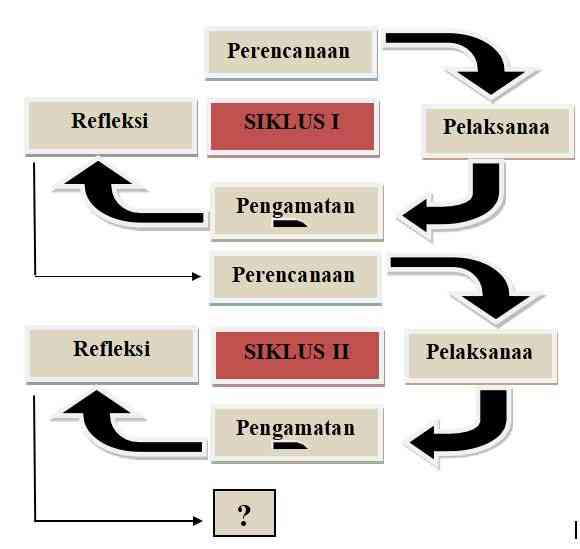 Perencanaan
Refleksi
SIKLUS I
Pelaksanaa
Pengamatan
Perencanaan
Refleksi
SIKLUS II
Pelaksanaa
Pengamatan
?